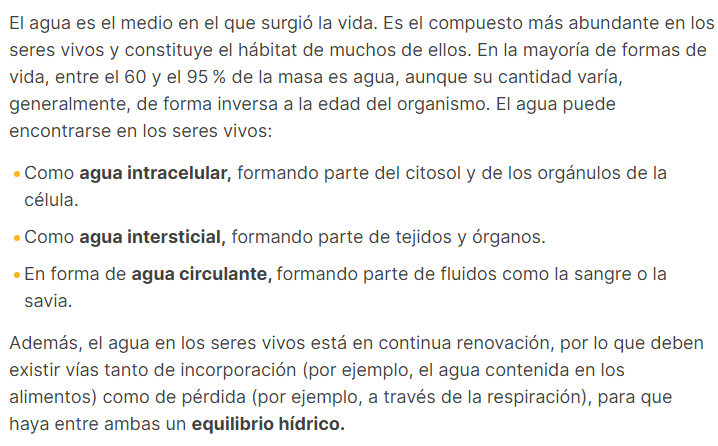 El agua es el medio en el que surgió la vida. Es el compuesto más abundante en los
seres vivos y constituye el hábitat de muchos de ellos. En la mayoría de formas de
vida, entre el 60 y el 95 % de la masa es agua, aunque su cantidad varía,
generalmente, de forma inversa a la edad del organismo. El agua puede
encontrarse en los seres vivos:
• Como agua intracelular, formando parte del citosol y de los orgánulos de la
célula.
• Como agua intersticial, formando parte de tejidos y órganos.
• En forma de agua circulante, formando parte de fluidos como la sangre o la
savia.
Además, el agua en los seres vivos está en continua renovación, por lo que deben
existir vías tanto de incorporación (por ejemplo, el agua contenida en los
alimentos) como de pérdida (por ejemplo, a través de la respiración), para que
haya entre ambas un equilibrio hídrico.